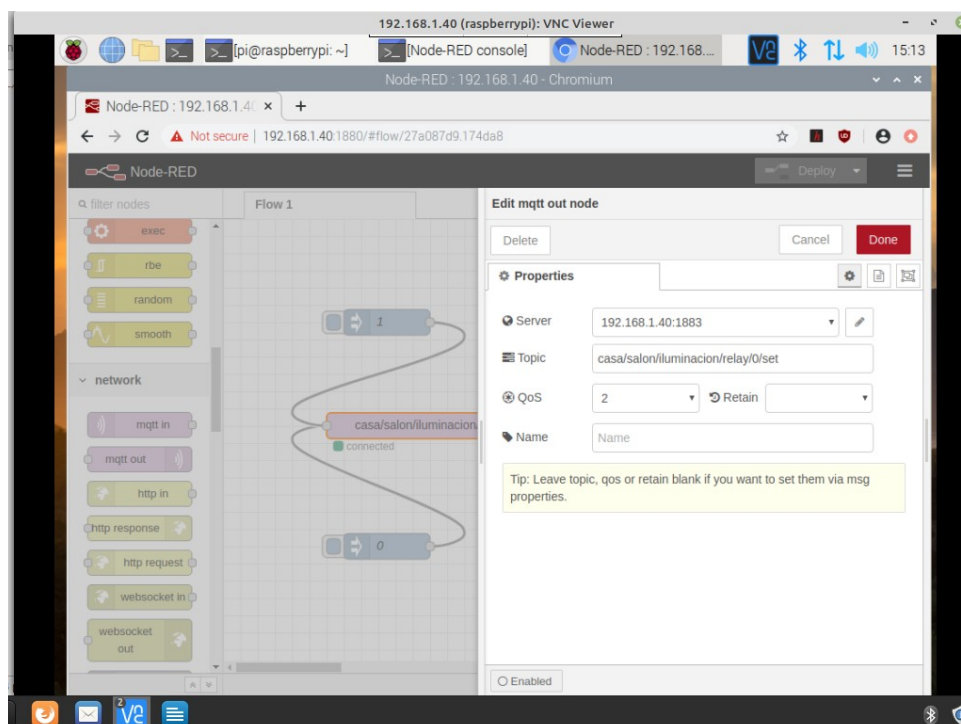 192.168.1.40 (raspberrypi): VNC Viewer
[pi@raspberrypi: ~]
[Node-RED console]
Node-RED : 192.168....
15:13
Node-RED : 192.168.1.40 - Chromium
Node-RED : 192.168.1.40
Not secure | 192.168.1.40:1880/#flow/27a087d9.174da8
Node-RED
Deploy
filter nodes
Flow 1
exec
rbe
random
smooth
network
mqtt in
mqtt out
http in
http response
http request
websocket in
websocket
out
1
casa/salon/iluminacion
connected
0
Edit mqtt out node
Delete
Cancel
Done
Properties
Server
192.168.1.40:1883
Topic
casa/salon/iluminacion/relay/0/set
QoS
2
Retain
Name
Name
Tip: Leave topic, qos or retain blank if you want to set them via msg
properties.
Enabled
2